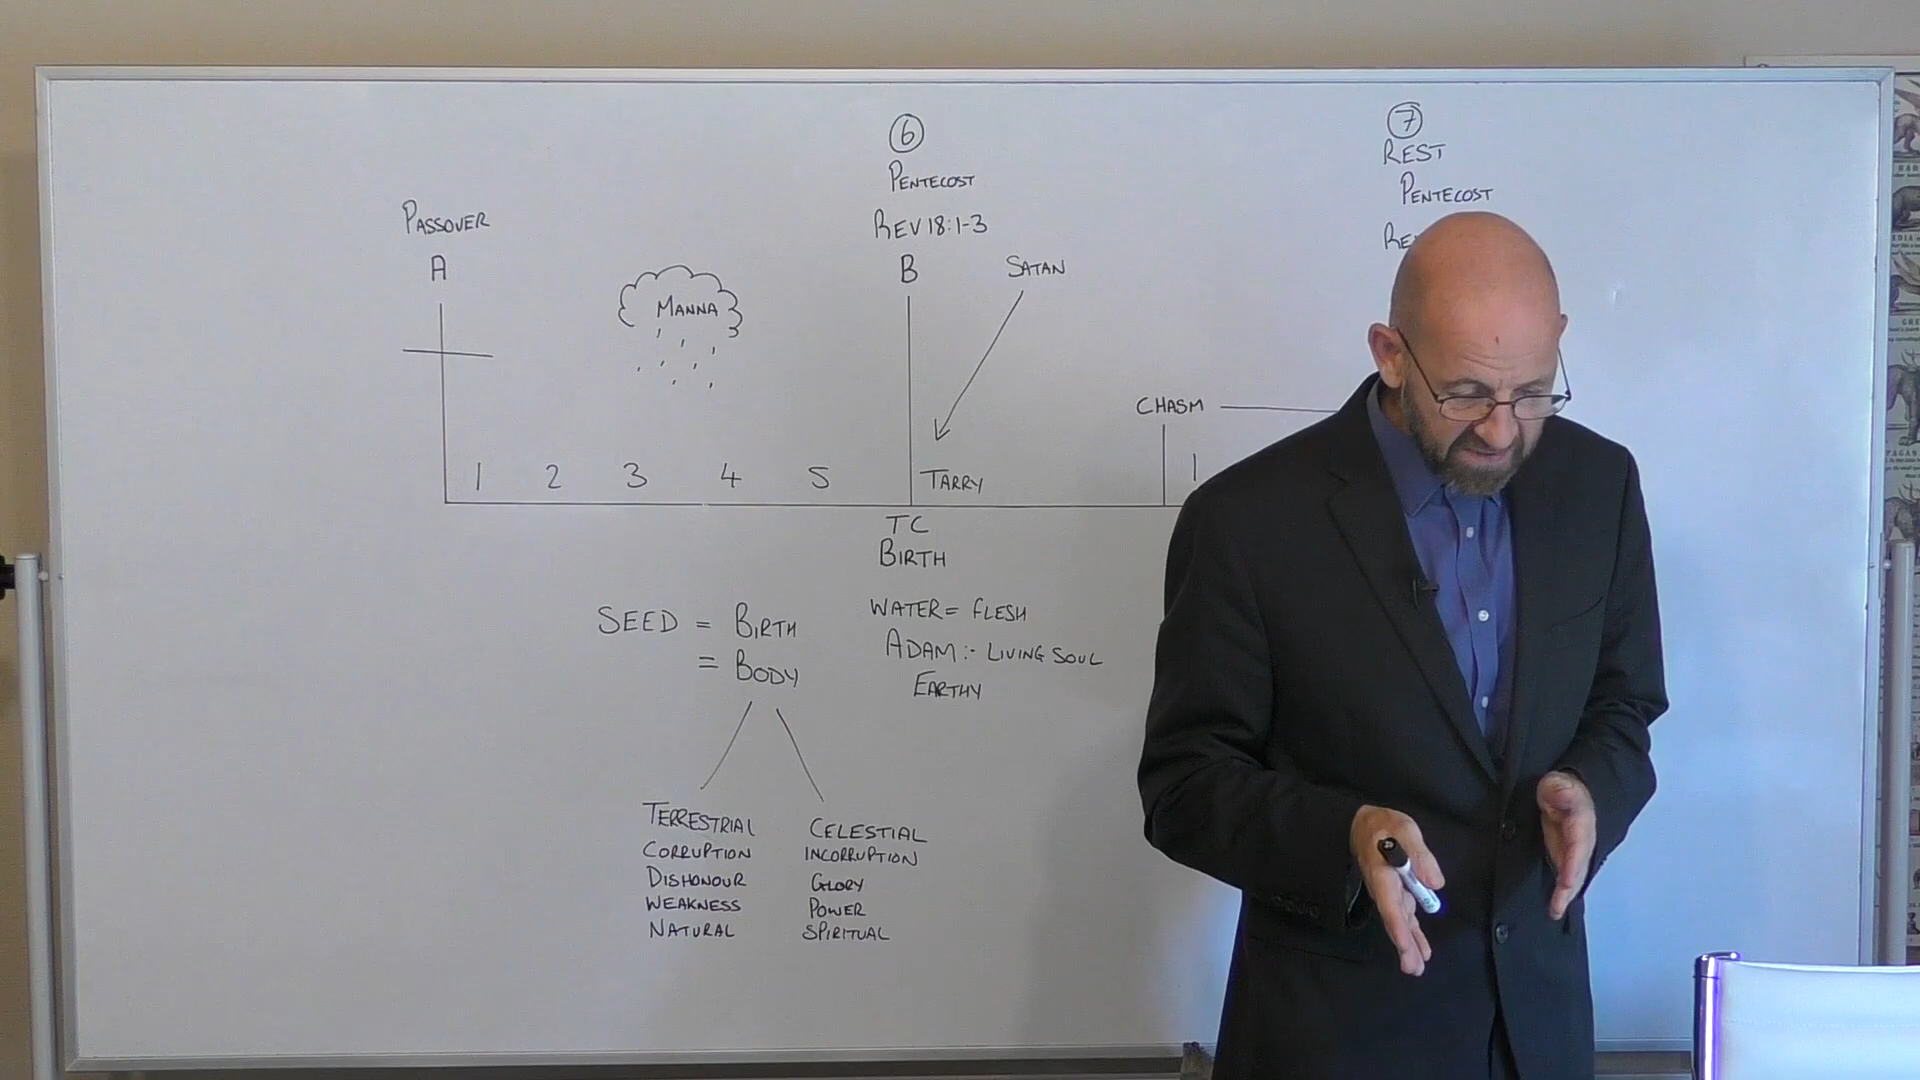 PASSOVER
A
MANNA
1 2 3 4 5
6
PENTECOST
REV 18:1-3
B
SATAN
TARRY
TC
BIRTH
CHASM
1
7
REST
PENTECOST
SEED = BIRTH
= BODY
WATER = FLESH
ADAM:- LIVING SOUL
EARTHY
TERRESTRIAL
CORRUPTION
DISHONOUR
WEAKNESS
NATURAL
CELESTIAL
INCORRUPTION
GLORY
POWER
SPIRITUAL